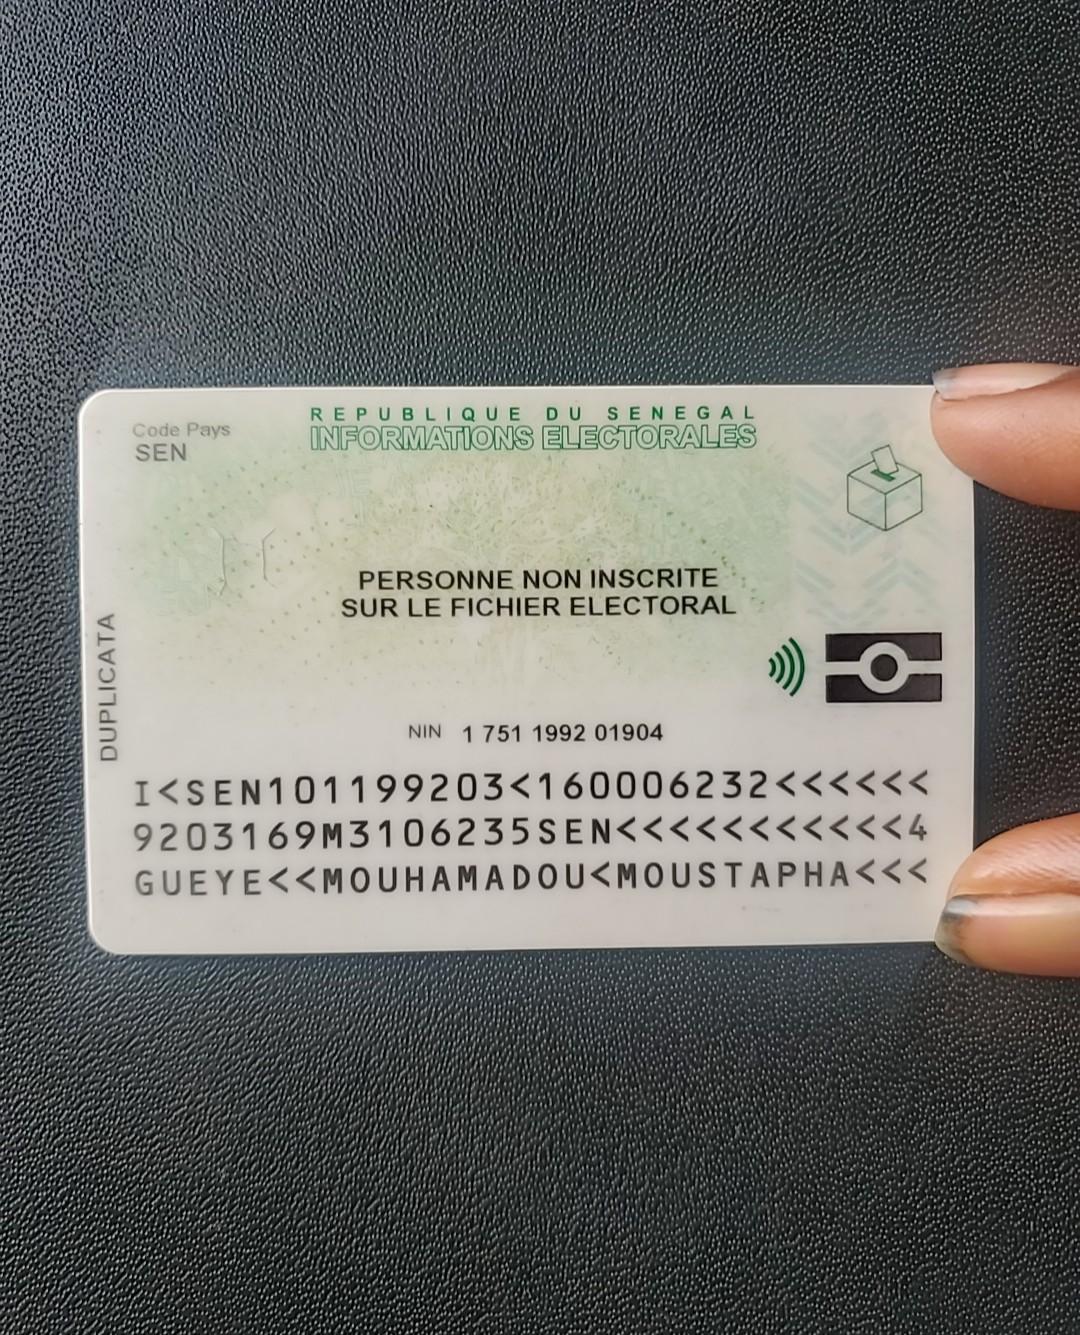 Code Pays
SEN
REPUBLIQUE DU SENEGAL
INFORMATIONS ELECTORALES
PERSONNE NON INSCRITE
SUR LE FICHIER ELECTORAL
DUPLICATA
NIN 1 751 1992 01904
I<SEN101199203<160006232<<<<<<
9203169M3106235SEN<<<<<<<<<<<4
GUEYE<<MOUHAMADOU<MOUSTAPHA<<<